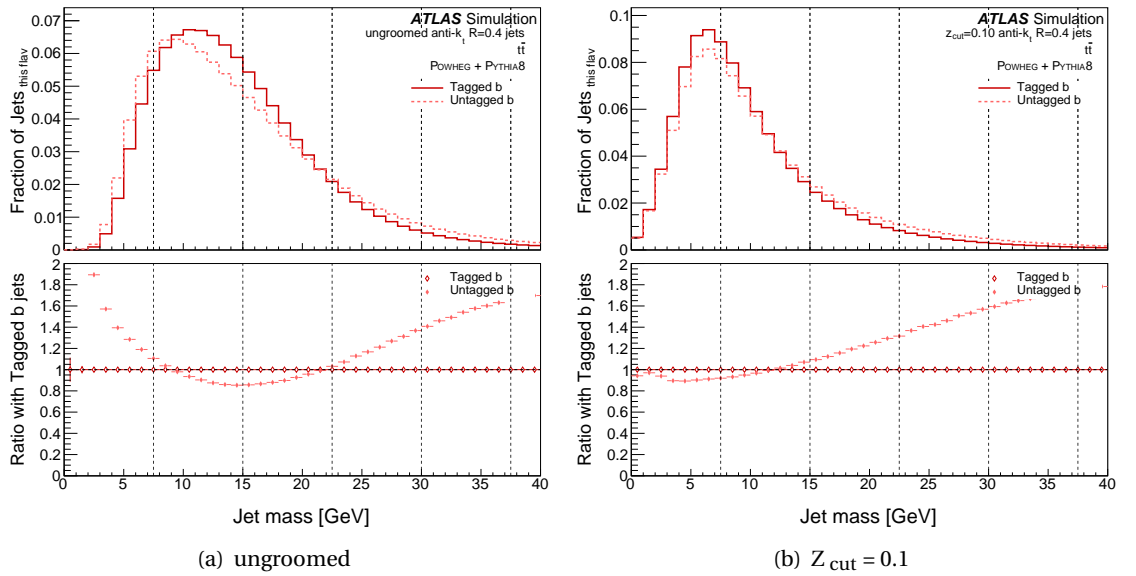 ATLAS Simulation
ungroomed anti-kt R=0.4 jets
tt̄
POWHEG + PYTHIA8
Tagged b
Untagged b
Fraction of Jets this flav
0.07
0.06
0.05
0.04
0.03
0.02
0.01
0
Tagged b
Untagged b
Ratio with Tagged b jets
2
1.8
1.6
1.4
1.2
1
0.8
0.6
0.4
0.2
0
0 5 10 15 20 25 30 35 40
Jet mass [GeV]
(a) ungroomed
ATLAS Simulation
zcut=0.10 anti-kt R=0.4 jets
tt̄
POWHEG + PYTHIA8
Tagged b
Untagged b
Fraction of Jets this flav
0.1
0.08
0.06
0.04
0.02
0
Tagged b
Untagged b
Ratio with Tagged b jets
2
1.8
1.6
1.4
1.2
1
0.8
0.6
0.4
0.2
0
0 5 10 15 20 25 30 35 40
Jet mass [GeV]
(b) Z cut = 0.1